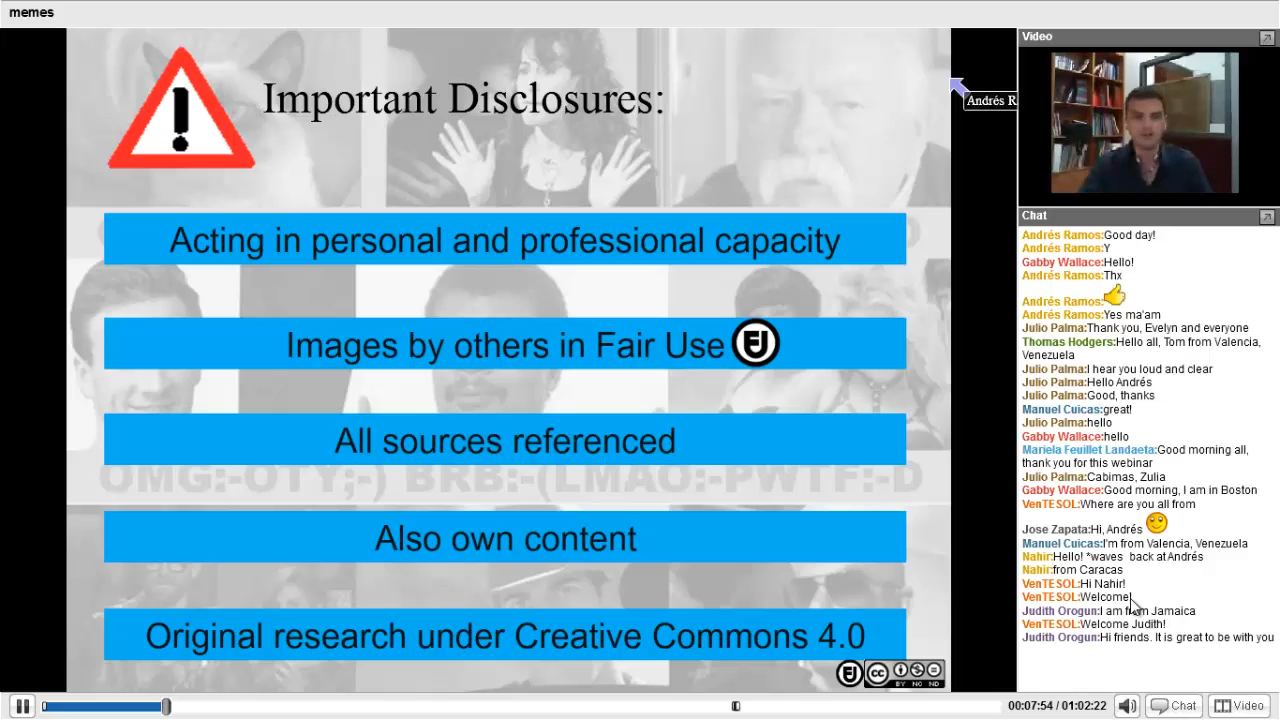 memes
Important Disclosures:
Acting in personal and professional capacity
Images by others in Fair Use
All sources referenced
OMG:-OTY:- BRB:-(LMAO:-PWTF:-D
Also own content
Original research under Creative Commons 4.0
cc BY NC ND
Andrés R
Video
Chat
Andrés Ramos:Good day!
Andrés Ramos:Y
Gabby Wallace:Hello!
Andrés Ramos:Thx
Andrés Ramos:
Andrés Ramos:Yes ma'am
Julio Palma:Thank you, Evelyn and everyone
Thomas Hodgers:Hello all, Tom from Valencia,
Venezuela
Julio Palma:I hear you loud and clear
Julio Palma:Hello Andrés
Julio Palma:Good, thanks
Manuel Cuicas:great!
Julio Palma:hello
Gabby Wallace:hello
Mariela Feuillet Landaeta:Good morning all,
thank you for this webinar
Julio Palma:Cabimas, Zulia
Gabby Wallace:Good morning, I am in Boston
VenTESOL:Where are you all from
Jose Zapata:Hi, Andrés
Manuel Cuicas:I'm from Valencia, Venezuela
Nahir:Hello! *waves back at Andrés
Nahir:from Caracas
VenTESOL:Hi Nahir!
VenTESOL:Welcome!
Judith Orogun:I am from Jamaica
VenTESOL:Welcome Judith!
Judith Orogun:Hi friends. It is great to be with you
00:07:54 / 01:02:22
Chat
Video